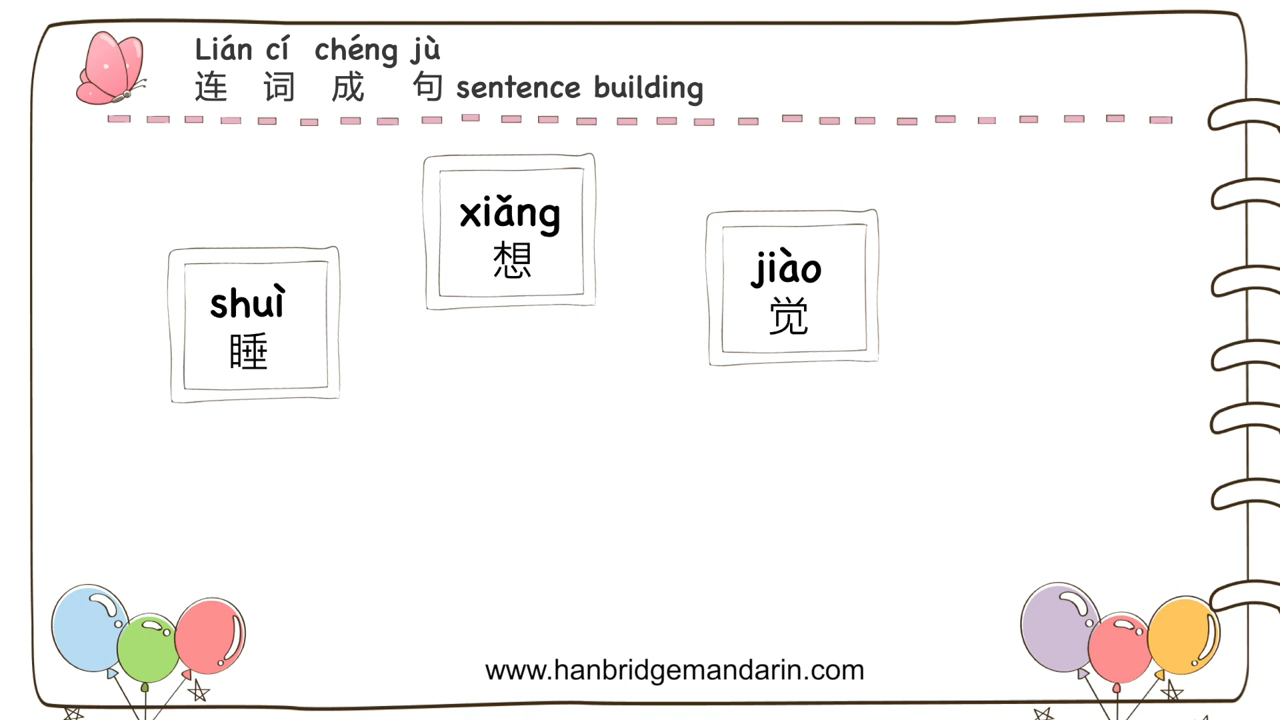 Lián cí chéng jù
连 词 成 句 sentence building
xiǎng
想
jiào
觉
shuì
睡
www.hanbridgemandarin.com